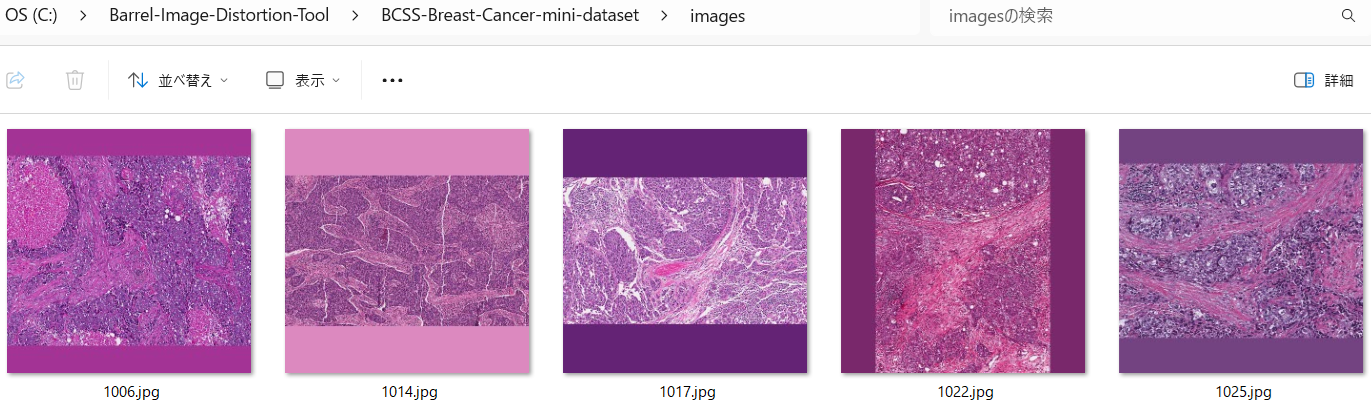 OS (C:) > Barrel-Image-Distortion-Tool > BCSS-Breast-Cancer-mini-dataset > images
imagesの検索
並べ替え
表示
詳細
1006.jpg
1014.jpg
1017.jpg
1022.jpg
1025.jpg